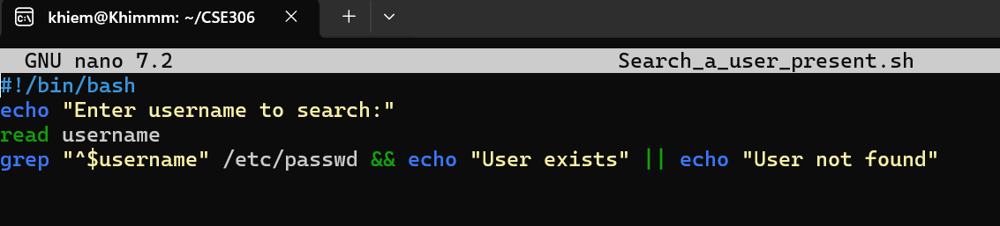 khiem@Khimmm: ~/CSE306
GNU nano 7.2 Search_a_user_present.sh
#!/bin/bash
echo "Enter username to search:"
read username
grep "^$username" /etc/passwd && echo "User exists" || echo "User not found"